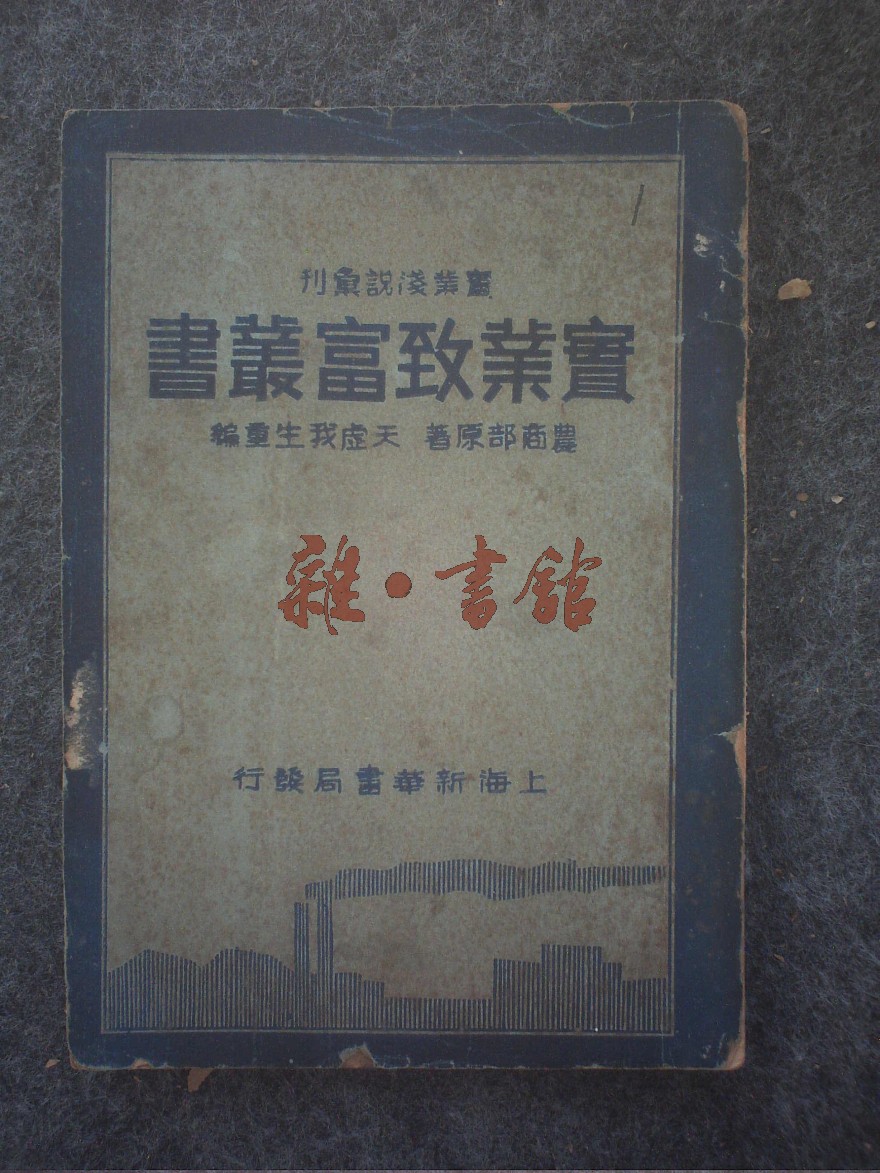 實業淺說彙刊
實業致富叢書
農商部原著 天虛我生重編
雜·書館
上海新華書局發行